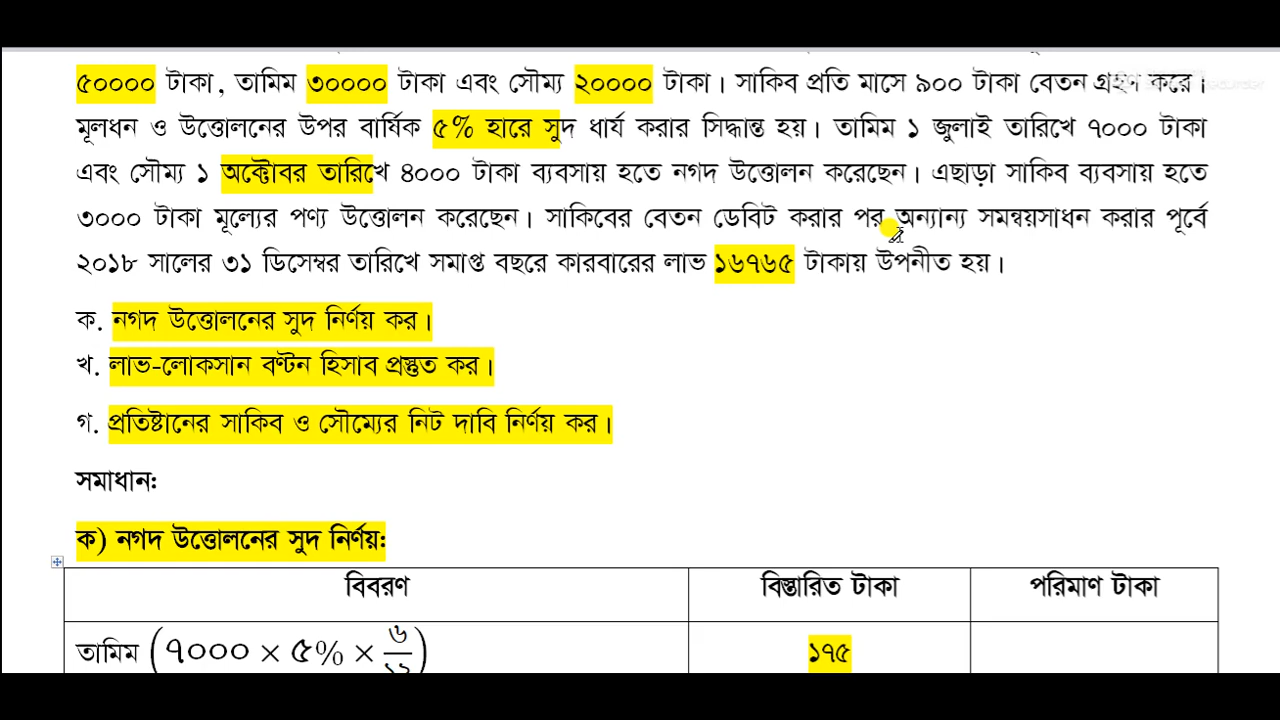 ৫০০০০ টাকা, তামিম ৩০০০০ টাকা এবং সৌম্য ২০০০০ টাকা। সাকিব প্রতি মাসে ৯০০ টাকা বেতন গ্রহণ করে।
মূলধন ও উত্তোলনের উপর বার্ষিক ৫% হারে সুদ ধার্য করার সিদ্ধান্ত হয়। তামিম ১ জুলাই তারিখে ৭০০০ টাকা
এবং সৌম্য ১ অক্টোবর তারিখে ৪০০০ টাকা ব্যবসায় হতে নগদ উত্তোলন করেছেন। এছাড়া সাকিব ব্যবসায় হতে
৩০০০ টাকা মূল্যের পণ্য উত্তোলন করেছেন। সাকিবের বেতন ডেবিট করার পর অন্যান্য সমন্বয়সাধন করার পূর্বে
২০১৮ সালের ৩১ ডিসেম্বর তারিখে সমাপ্ত বছরে কারবারের লাভ ১৬৭৬৫ টাকায় উপনীত হয়।
ক. নগদ উত্তোলনের সুদ নির্ণয় কর।
খ. লাভ-লোকসান বণ্টন হিসাব প্রস্তুত কর।
গ. প্রতিষ্টানের সাকিব ও সৌম্যের নিট দাবি নির্ণয় কর।
সমাধান:
ক) নগদ উত্তোলনের সুদ নির্ণয়:
বিবরণ বিস্তারিত টাকা পরিমাণ টাকা
তামিম (৭০০০ × ৫% × ৬/১২) ১৭৫